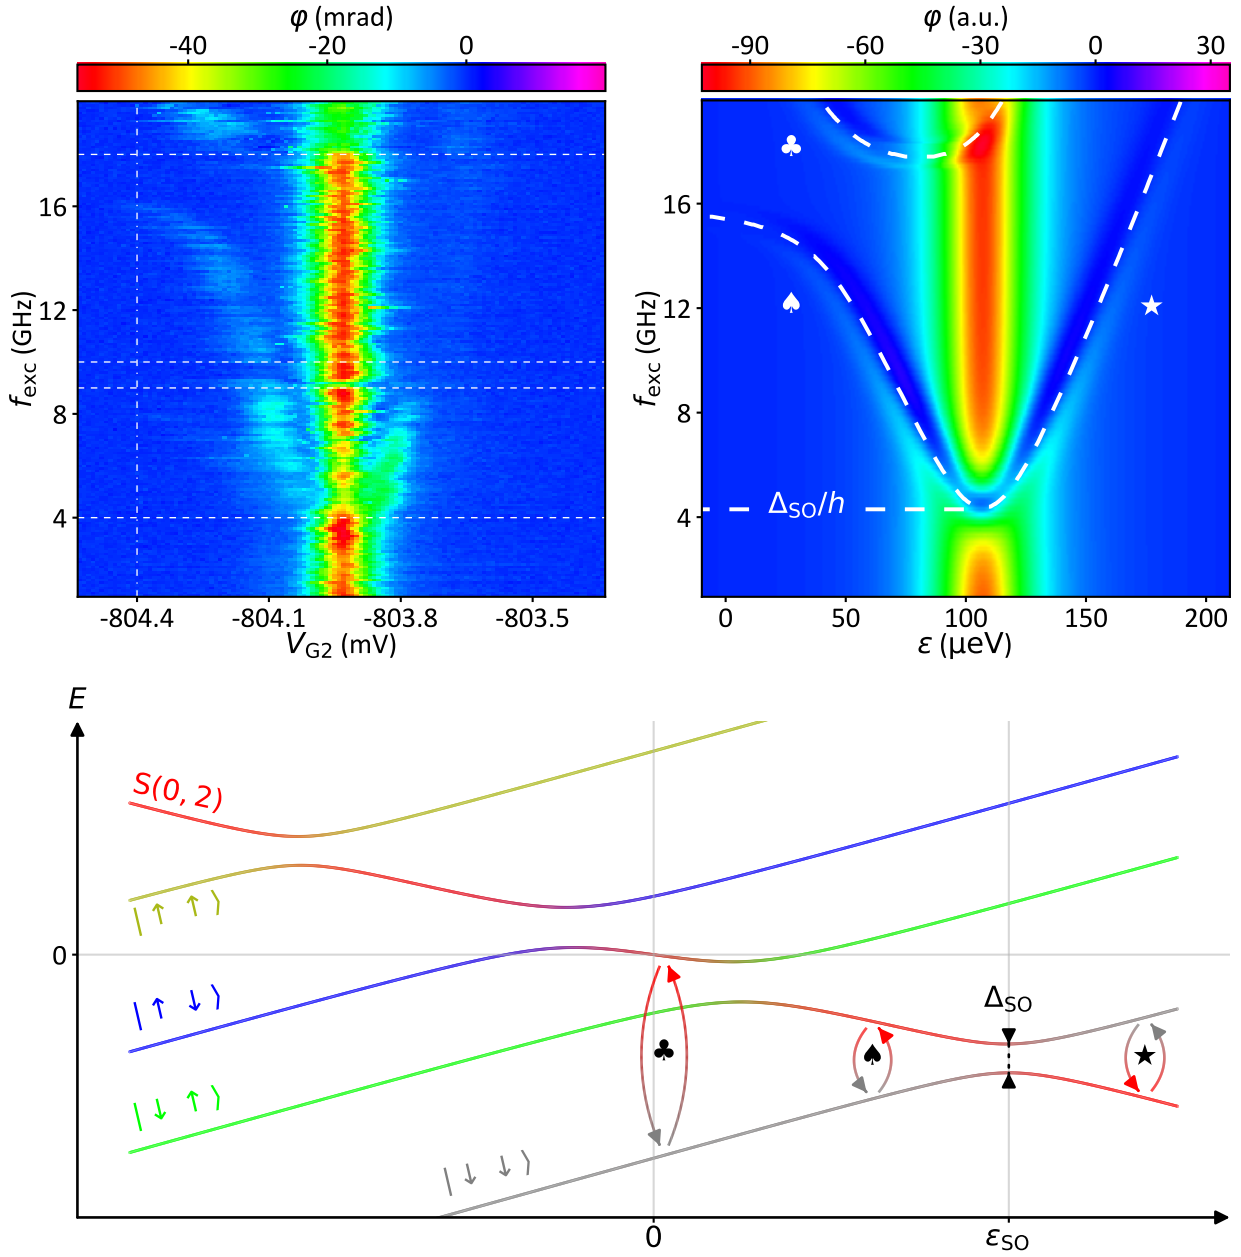 φ (mrad)
-40 -20 0
φ (a.u.)
-90 -60 -30 0 30
f_exc (GHz)
16
12
8
4
-804.4 -804.1 -803.8 -803.5
V_G2 (mV)
f_exc (GHz)
16
12
8
4
♣
♠
★
Δ_SO/h
0 50 100 150 200
ε (µeV)
E
S(0, 2)
|↑ ↑⟩
0
|↑ ↓⟩
Δ_SO
♣
♠
★
|↓ ↑⟩
|↓ ↓⟩
0
ε_SO